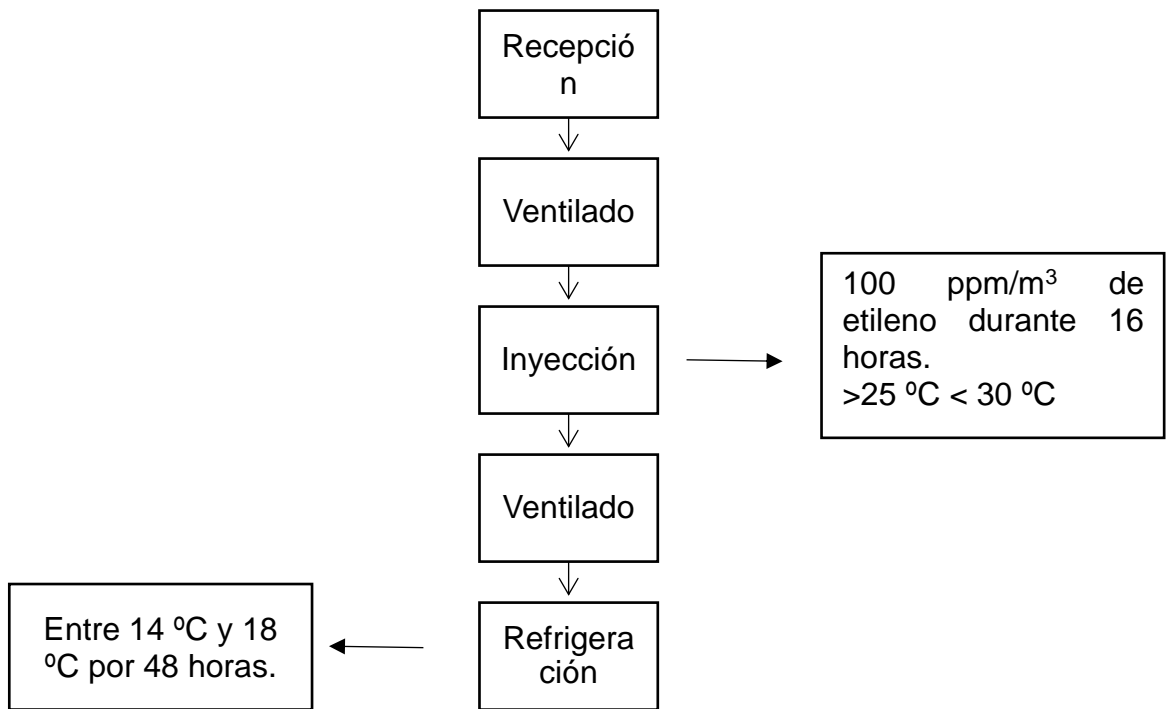 Recepció
n
Ventilado
Inyección
100 ppm/m³ de
etileno durante 16
horas.
>25 ºC < 30 ºC
Ventilado
Refrigera
ción
Entre 14 ºC y 18
ºC por 48 horas.